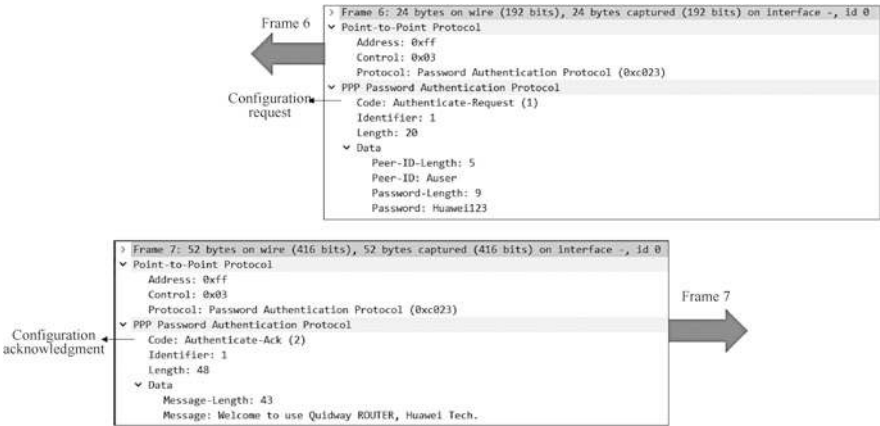 Frame 6
> Frame 6: 24 bytes on wire (192 bits), 24 bytes captured (192 bits) on interface -, id 0
Point-to-Point Protocol
Address: 0xff
Control: 0x03
Protocol: Password Authentication Protocol (0xc023)
PPP Password Authentication Protocol
Configuration
request
Code: Authenticate-Request (1)
Identifier: 1
Length: 20
Data
Peer-ID-Length: 5
Peer-ID: Auser
Password-Length: 9
Password: Huawei123
> Frame 7: 52 bytes on wire (416 bits), 52 bytes captured (416 bits) on interface -, id 0
Point-to-Point Protocol
Address: 0xff
Control: 0x03
Protocol: Password Authentication Protocol (0xc023)
Frame 7
PPP Password Authentication Protocol
Configuration
acknowledgment
Code: Authenticate-Ack (2)
Identifier: 1
Length: 48
Data
Message-Length: 43
Message: Welcome to use Quidway ROUTER, Huawei Tech.